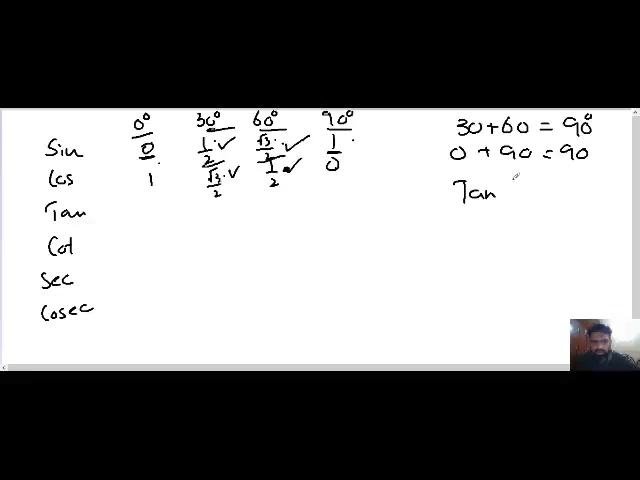 0° 30° 60° 90°
Sin 0 1/2 √3/2 1
Cos 1 √3/2 1/2 0
Tan
Cot
Sec
Cosec
30+60 = 90°
0 + 90 = 90
Tan